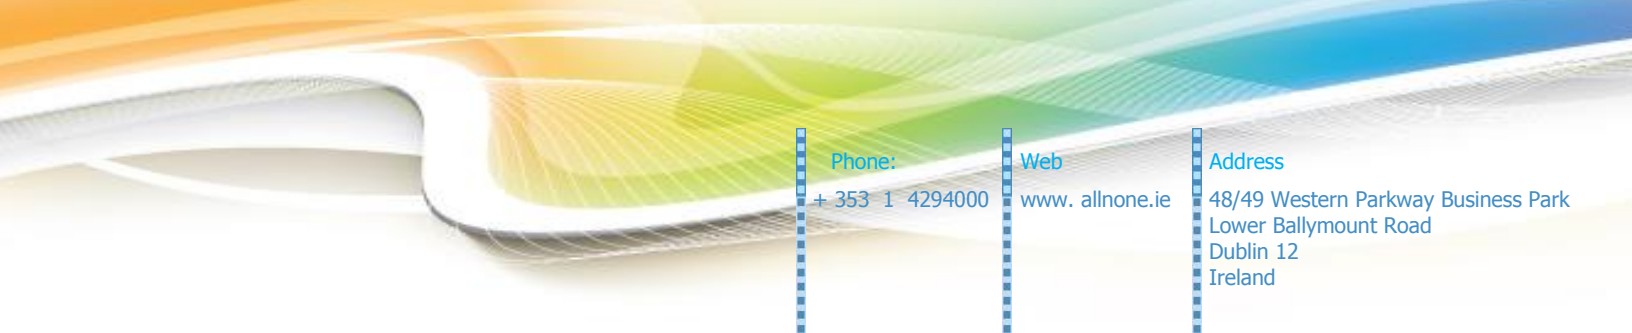 Phone:
+ 353 1 4294000
Web
www. allnone.ie
Address
48/49 Western Parkway Business Park
Lower Ballymount Road
Dublin 12
Ireland